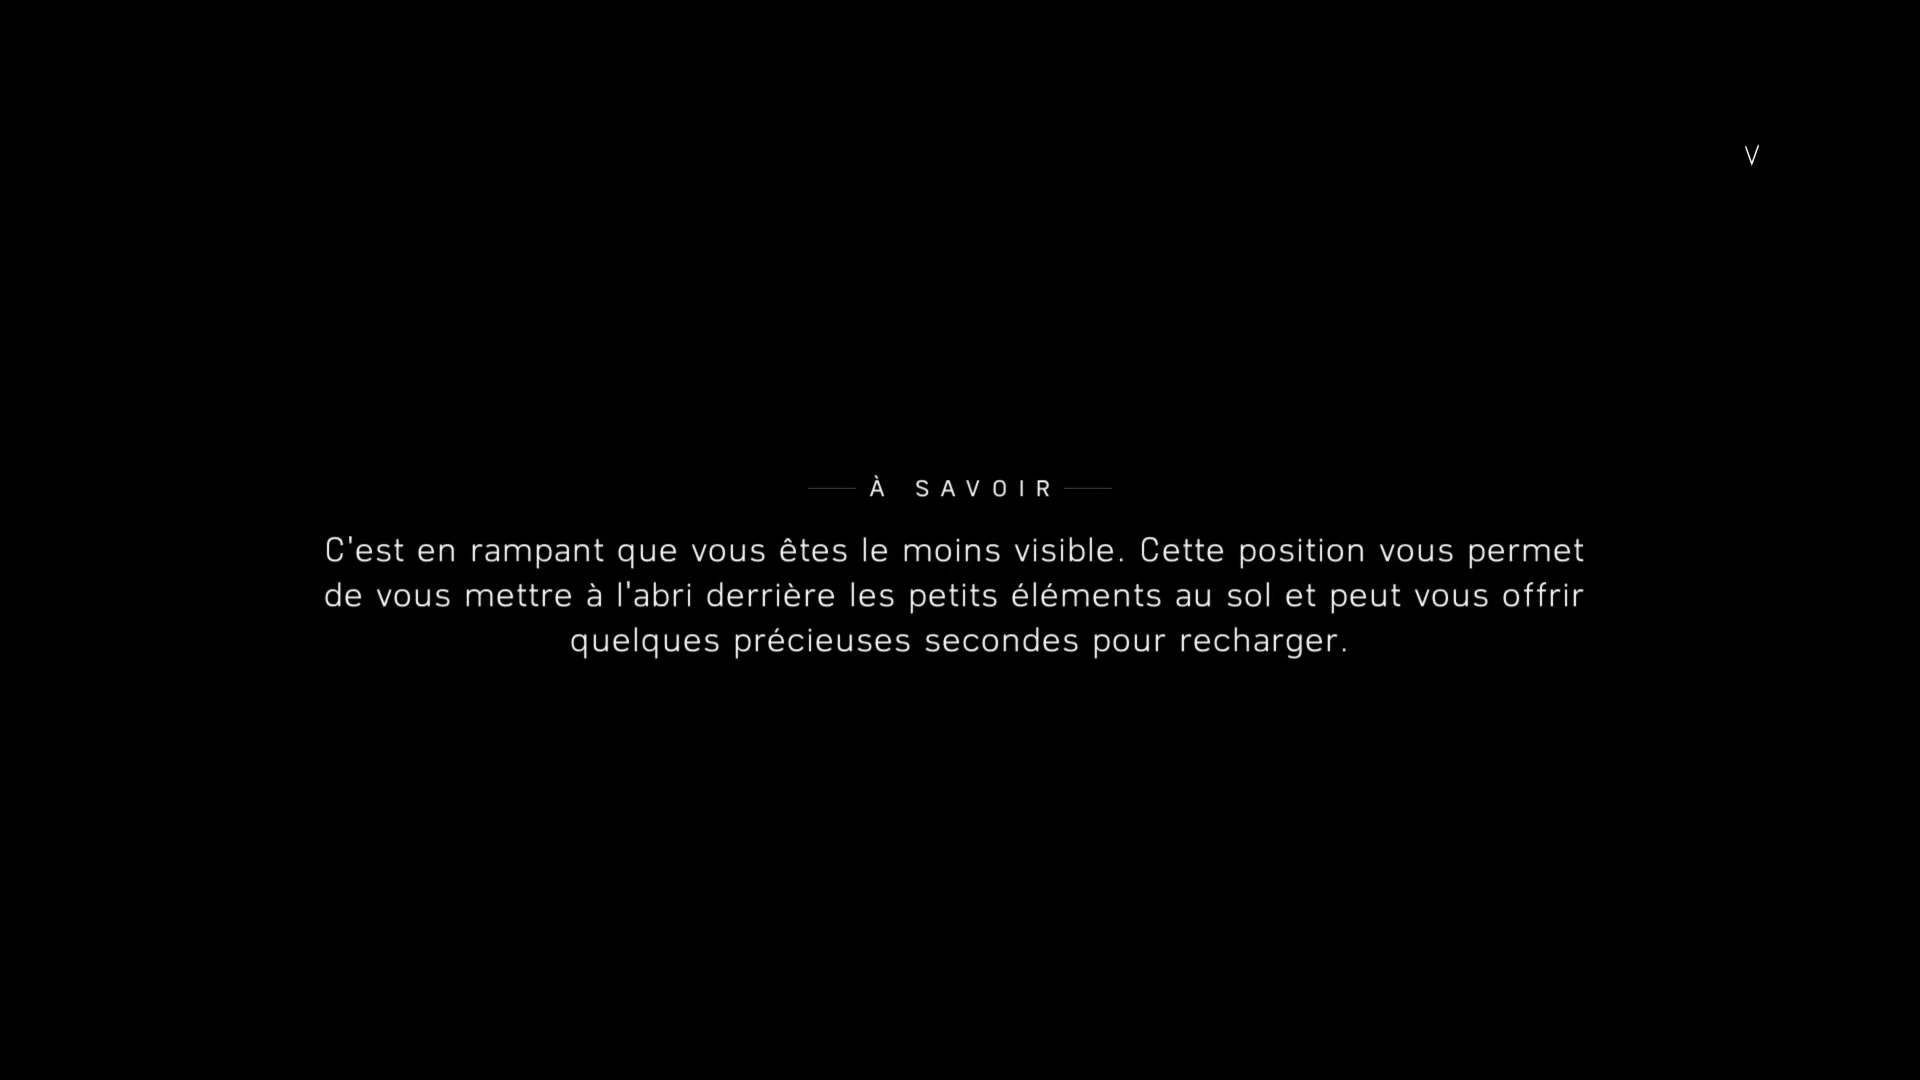 V
À SAVOIR
C'est en rampant que vous êtes le moins visible. Cette position vous permet
de vous mettre à l'abri derrière les petits éléments au sol et peut vous offrir
quelques précieuses secondes pour recharger.